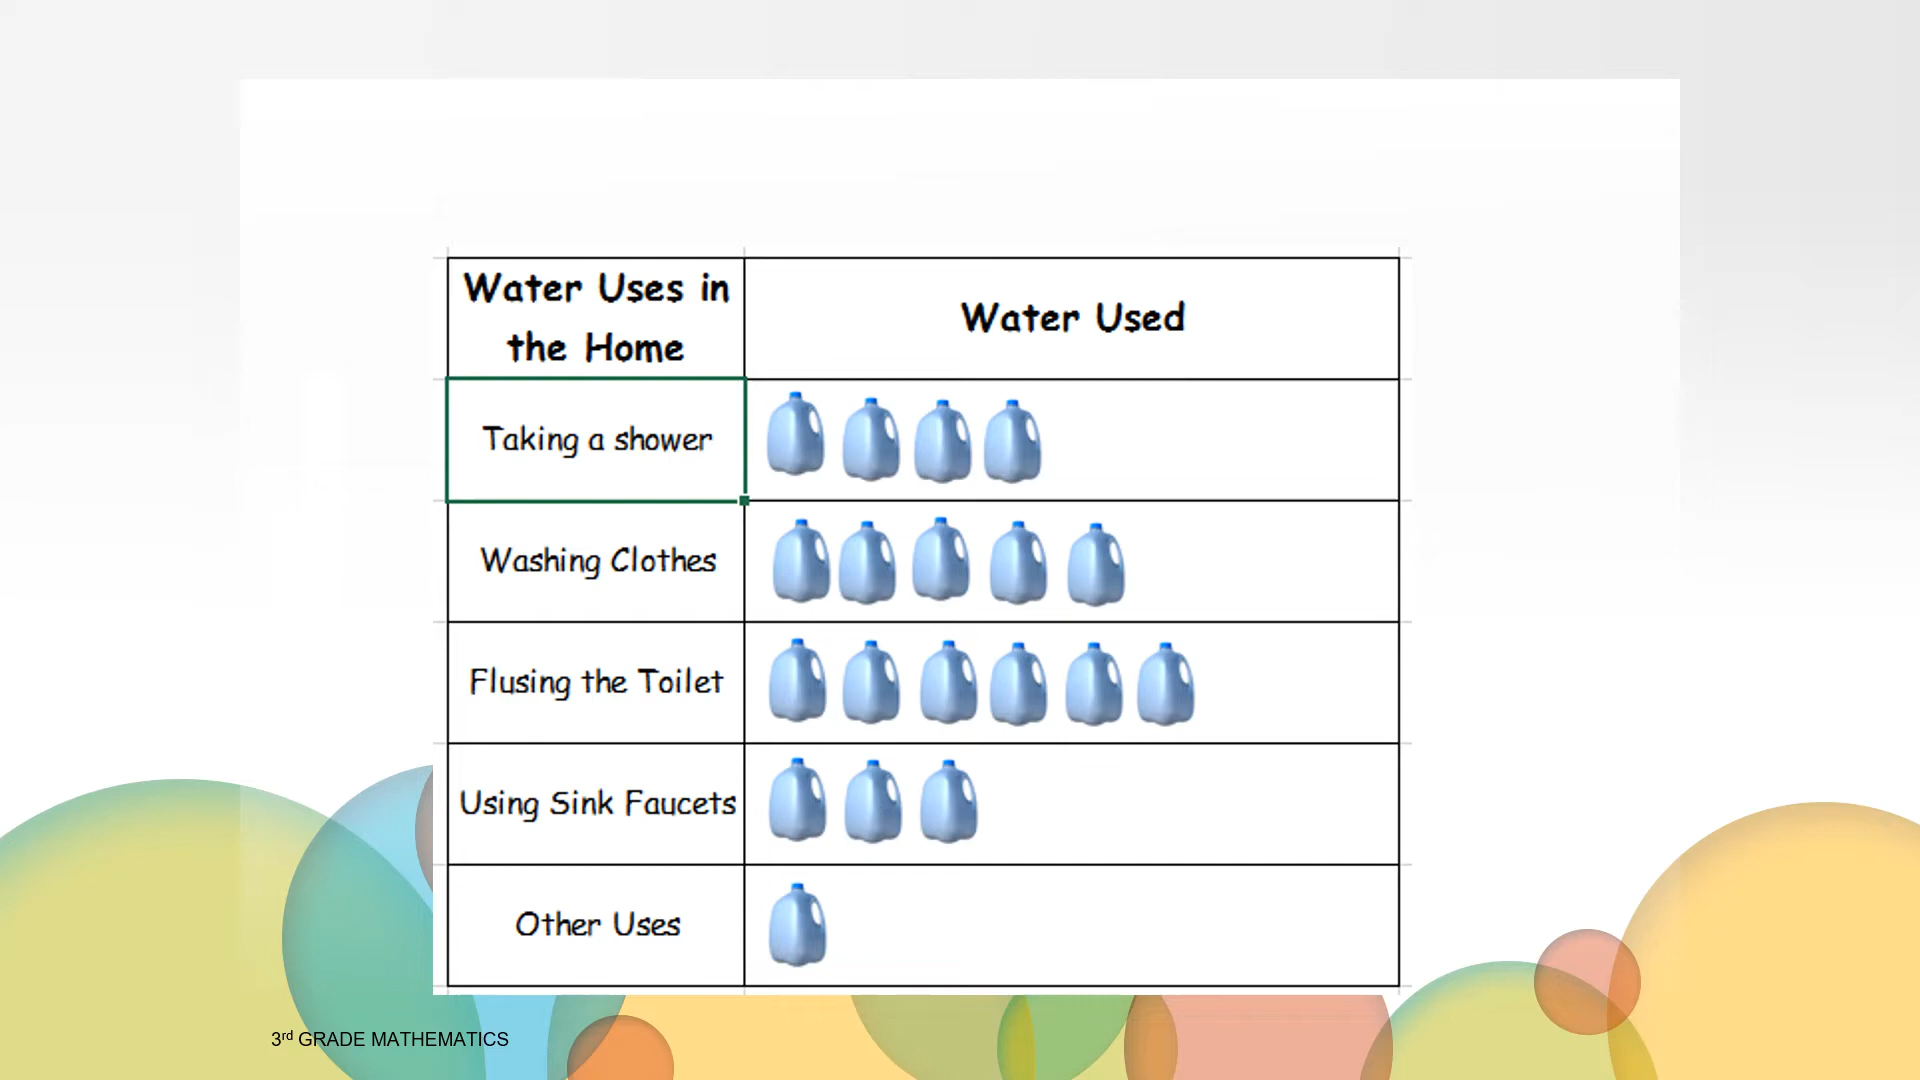 Water Uses in
the Home
Water Used
Taking a shower
Washing Clothes
Flusing the Toilet
Using Sink Faucets
Other Uses
3rd GRADE MATHEMATICS